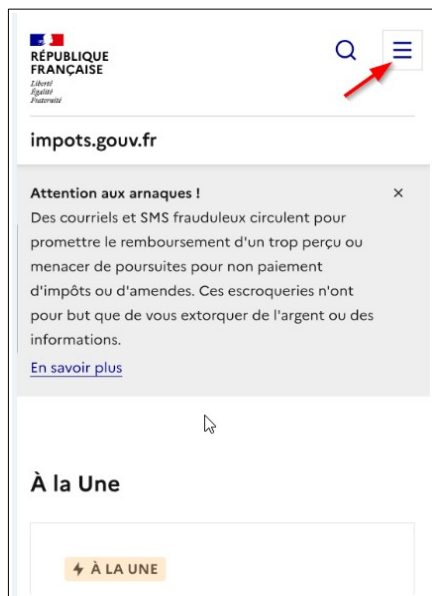 RÉPUBLIQUE
FRANÇAISE
Liberté
Égalité
Fraternité
impots.gouv.fr
Attention aux arnaques !
Des courriels et SMS frauduleux circulent pour
promettre le remboursement d'un trop perçu ou
menacer de poursuites pour non paiement
d'impôts ou d'amendes. Ces escroqueries n'ont
pour but que de vous extorquer de l'argent ou des
informations.
En savoir plus
À la Une
À LA UNE